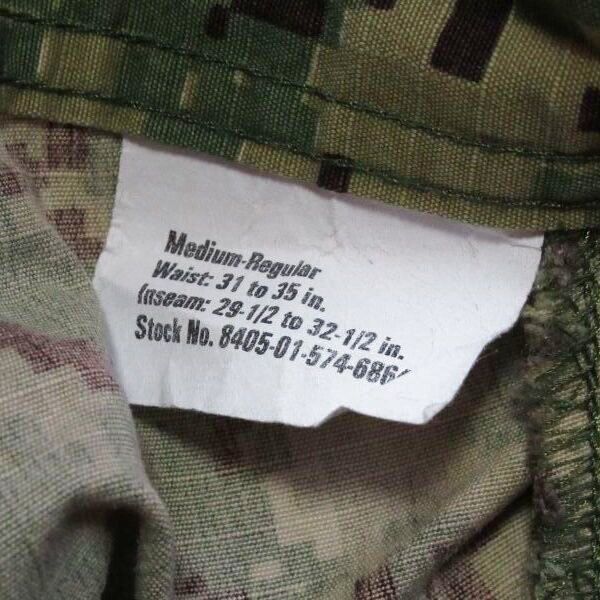 Medium-Regular
Waist: 31 to 35 in.
Inseam: 29-1/2 to 32-1/2 in.
Stock No. 8405-01-574-686